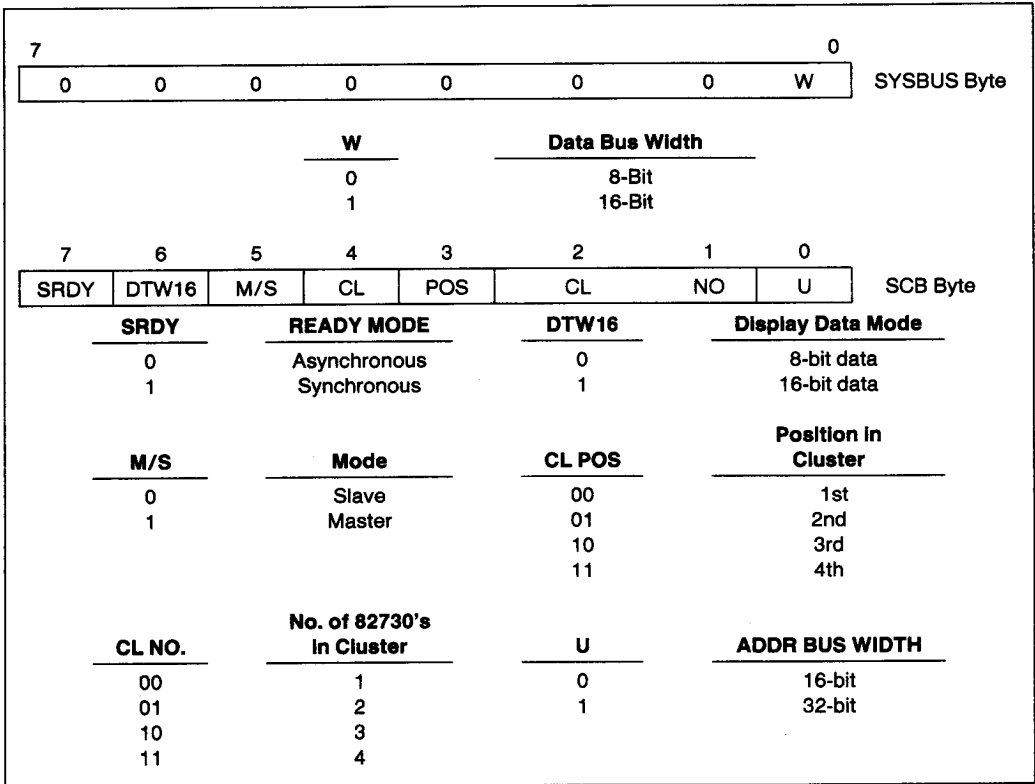 7 0
0 0 0 0 0 0 0 W SYSBUS Byte
W Data Bus Width
0 8-Bit
1 16-Bit
7 6 5 4 3 2 1 0
SRDY DTW16 M/S CL POS CL NO U SCB Byte
SRDY READY MODE DTW16 Display Data Mode
0 Asynchronous 0 8-bit data
1 Synchronous 1 16-bit data
Position in
M/S Mode CL POS Cluster
0 Slave 00 1st
1 Master 01 2nd
10 3rd
11 4th
No. of 82730's
CL NO. In Cluster U ADDR BUS WIDTH
00 1 0 16-bit
01 2 1 32-bit
10 3
11 4